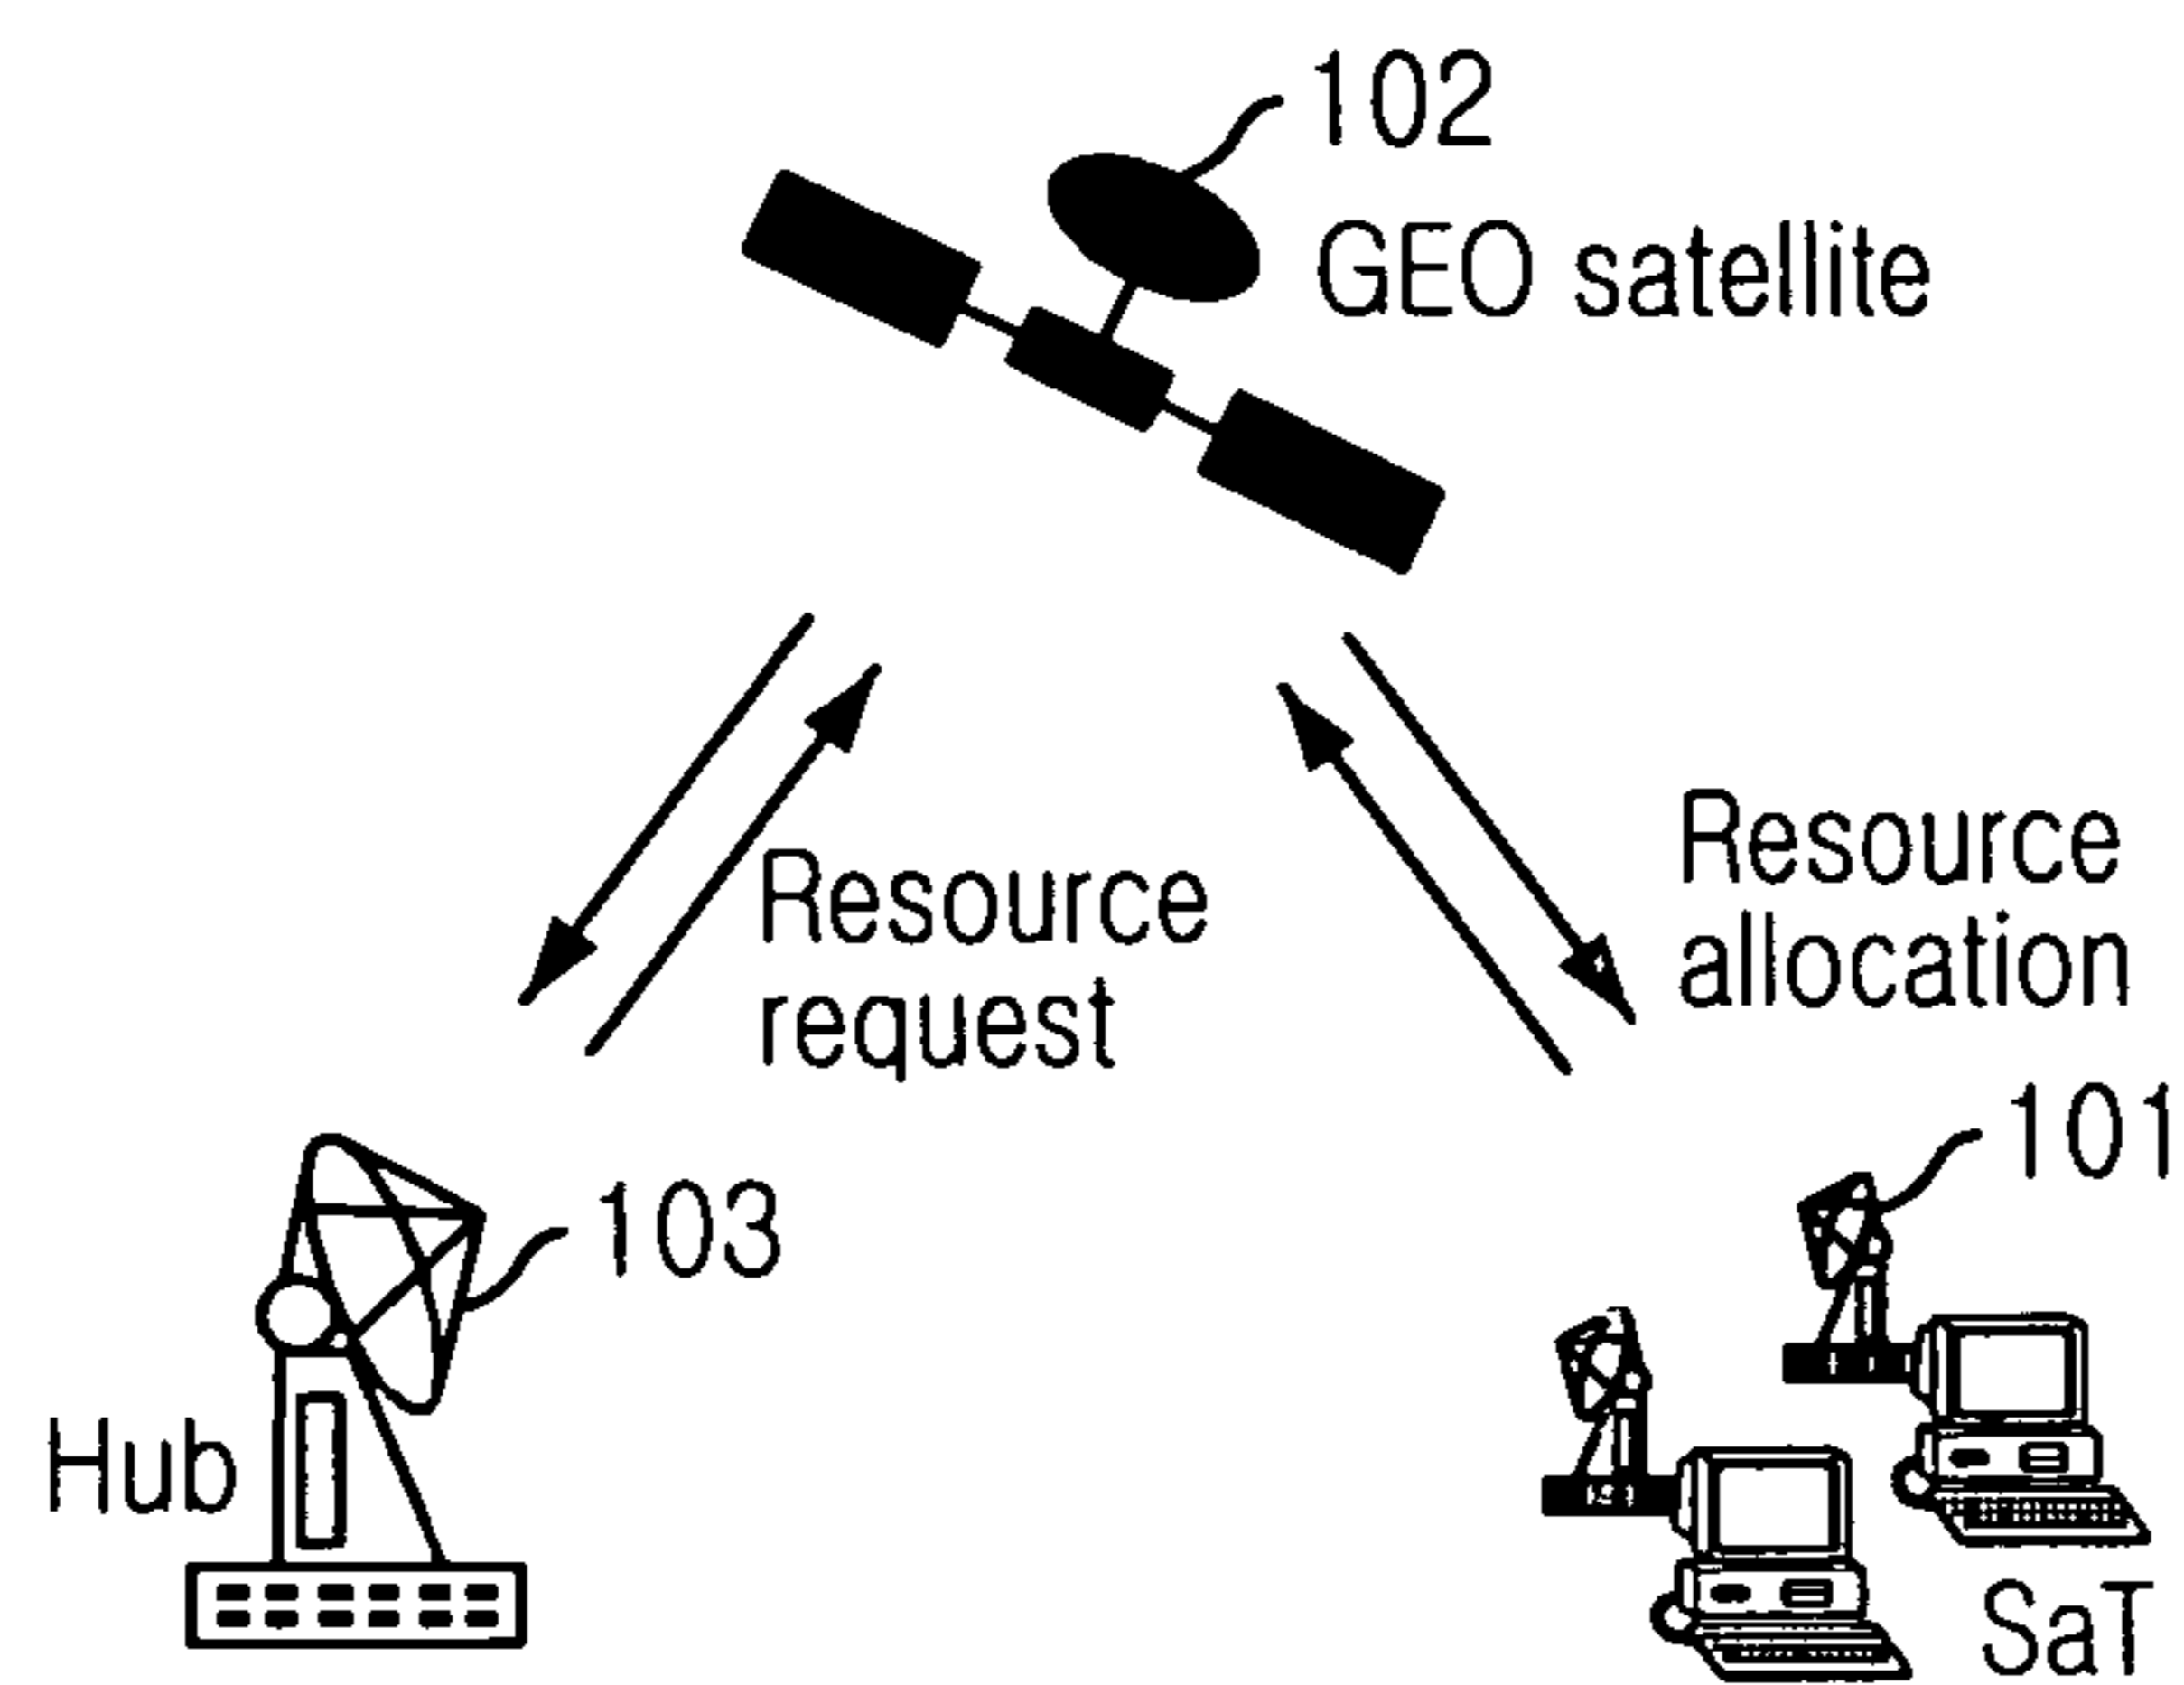 102
GEO satellite
Resource
allocation
Resource
request
101
103
Hub
SaT